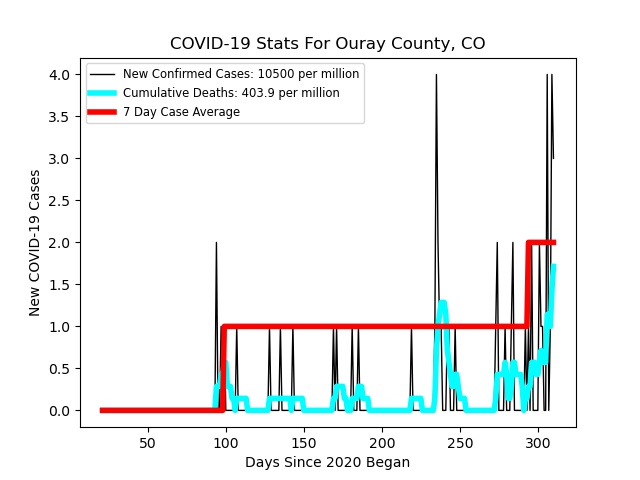 COVID-19 Stats For Ouray County, CO
New Confirmed Cases: 10500 per million
Cumulative Deaths: 403.9 per million
7 Day Case Average
New COVID-19 Cases
4.0
3.5
3.0
2.5
2.0
1.5
1.0
0.5
0.0
50 100 150 200 250 300
Days Since 2020 Began